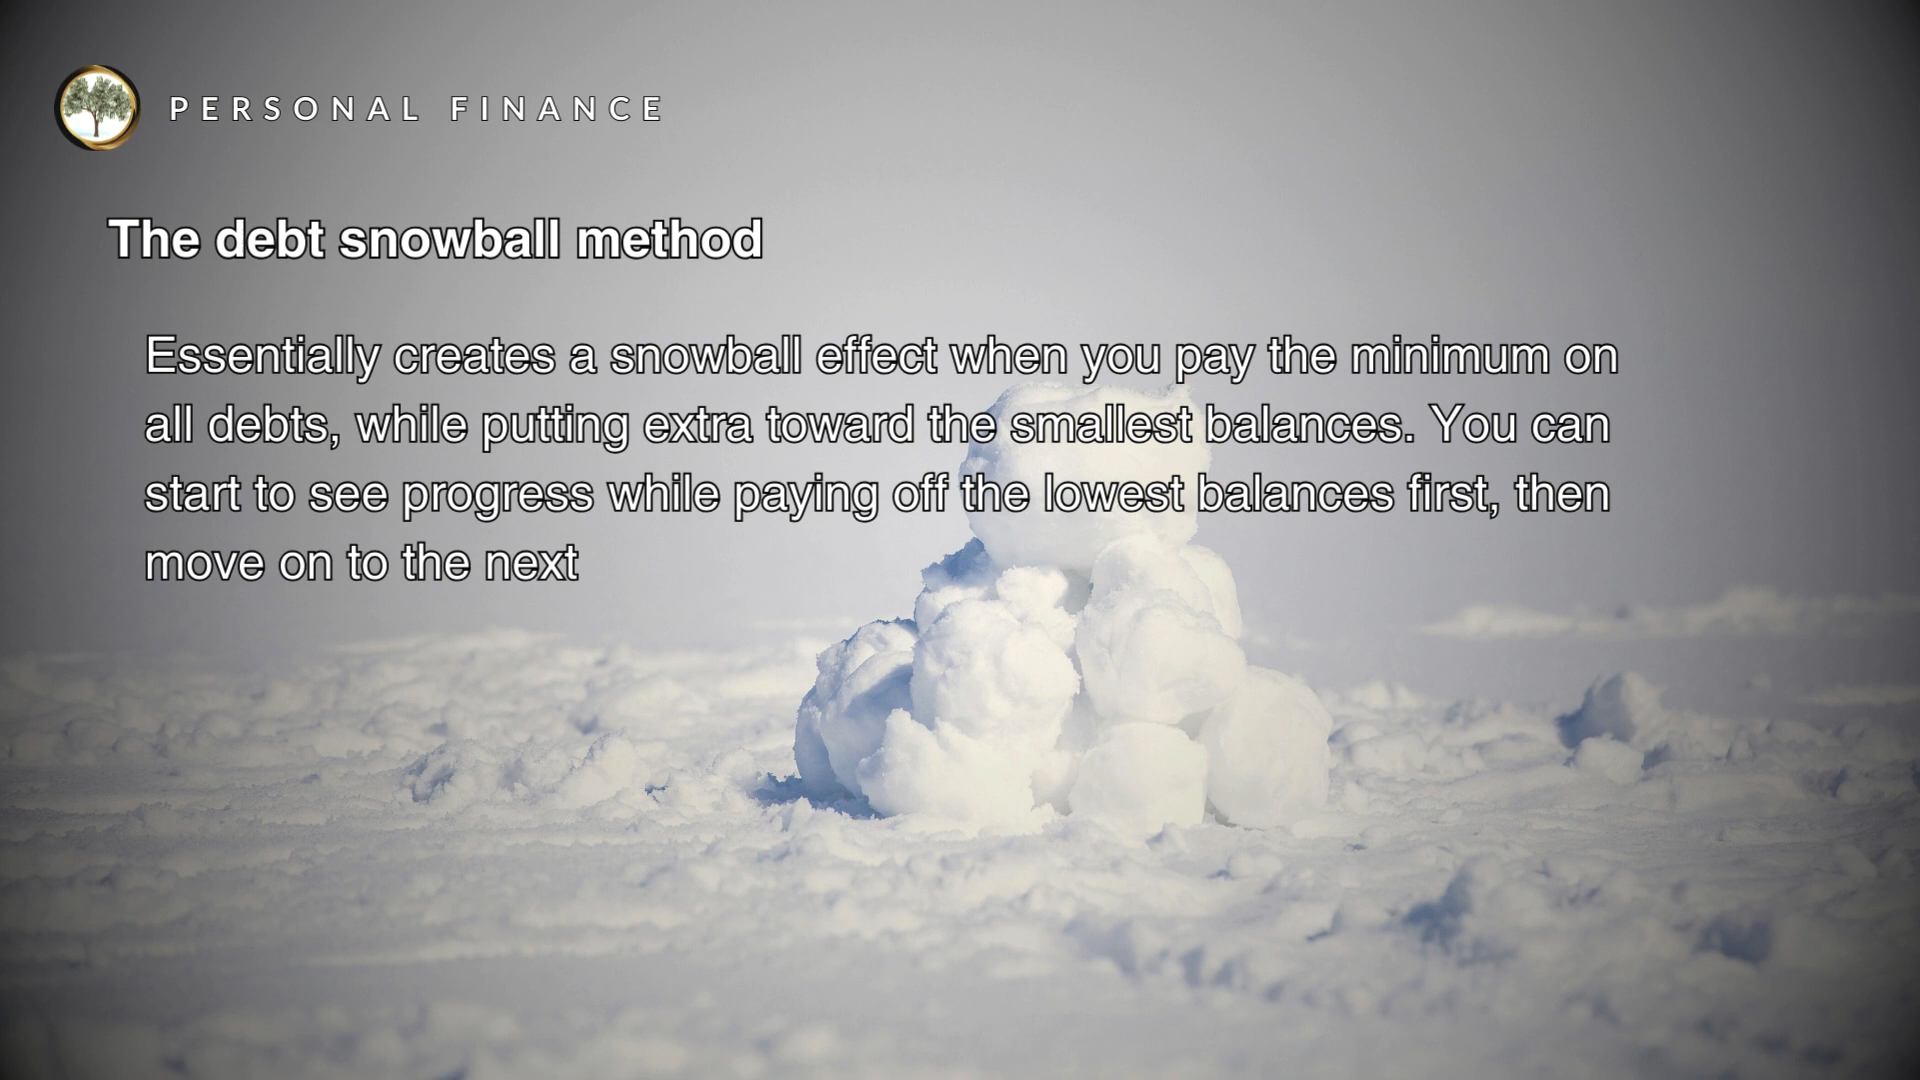 PERSONAL FINANCE
The debt snowball method
Essentially creates a snowball effect when you pay the minimum on
all debts, while putting extra toward the smallest balances. You can
start to see progress while paying off the lowest balances first, then
move on to the next